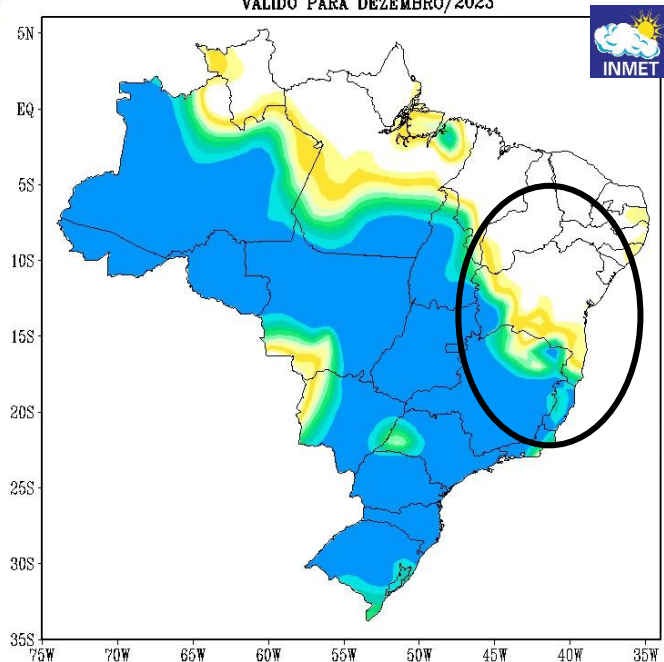 VÁLIDO PARA DEZEMBRO/2023
INMET
5N
EQ
5S
10S
15S
20S
25S
30S
35S
75W 70W 65W 60W 55W 50W 45W 40W 35W